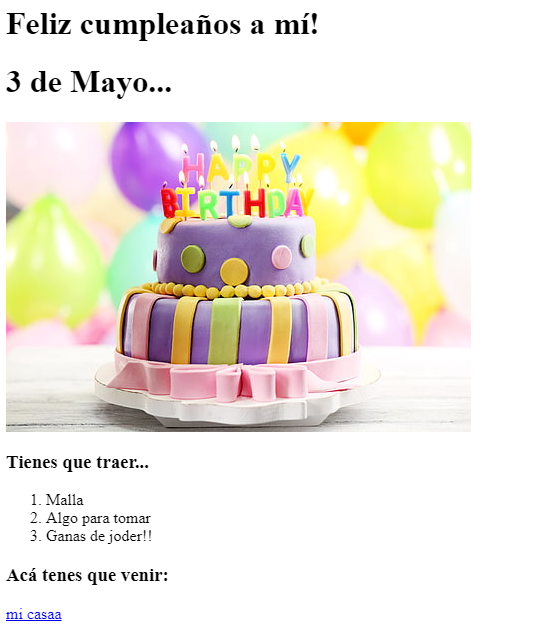 Feliz cumpleaños a mí!
3 de Mayo...
HAPPY
BIRTHDAY
Tienes que traer...
1. Malla
2. Algo para tomar
3. Ganas de joder!!
Acá tenes que venir:
mi casaa